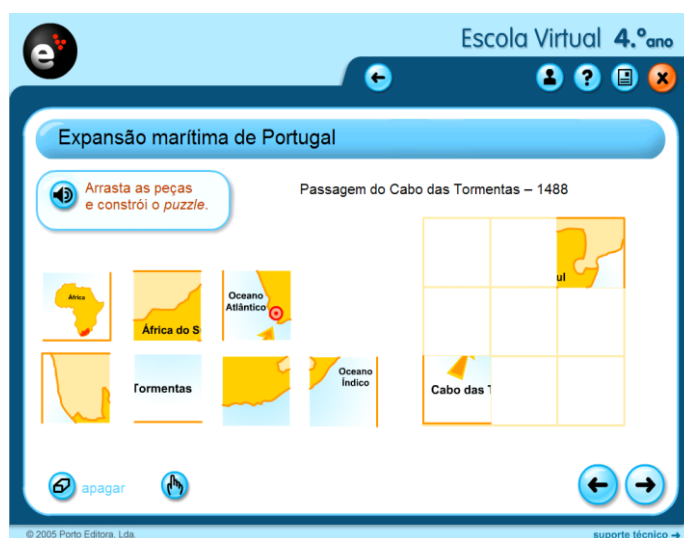 Escola Virtual 4.ºano
e
Expansão marítima de Portugal
Arrasta as peças
e constrói o puzzle.
Passagem do Cabo das Tormentas – 1488
ul
África
África do S
Oceano
Atlântico
Tormentas
Oceano
Índico
Cabo das T
apagar
© 2005 Porto Editora, Lda.
suporte técnico